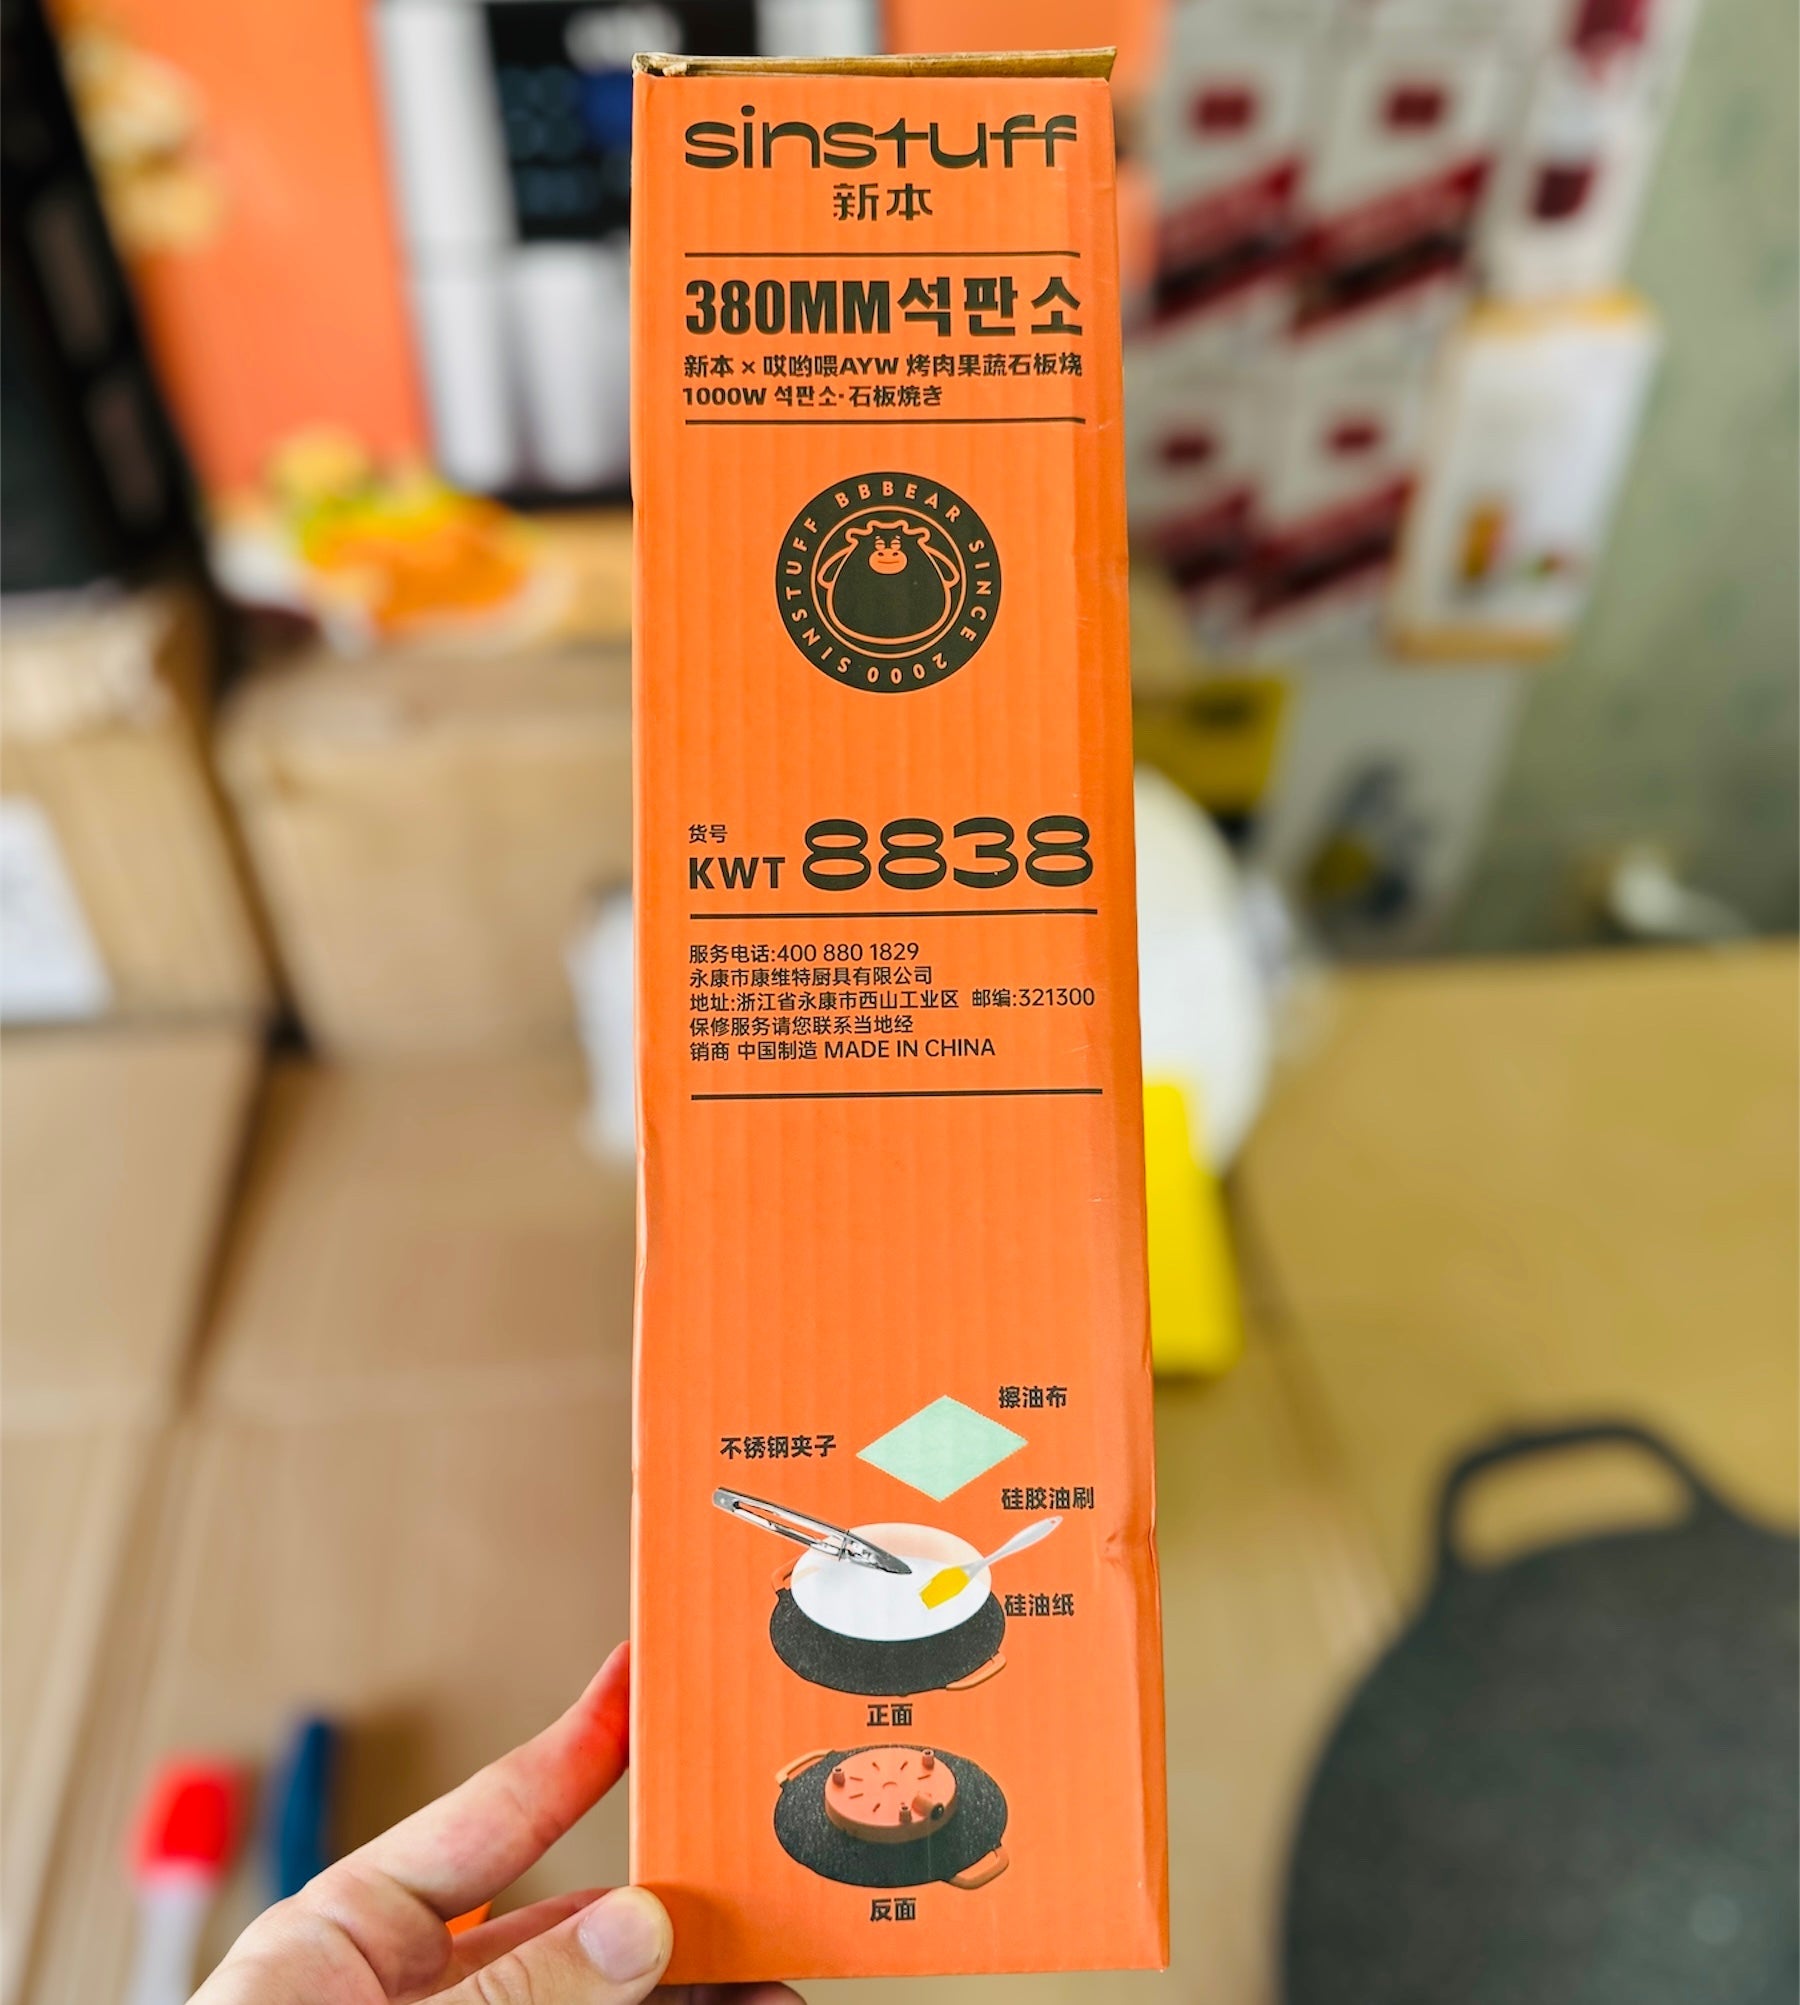 sinstuff
新本
380MM석판소
新本 × 哎哟喂AYW 烤肉果蔬石板烧
1000W 석판소·石板焼き
SINSTUFF BBBEAR SINCE 2000
货号
KWT 8838
服务电话:400 880 1829
永康市康维特厨具有限公司
地址:浙江省永康市西山工业区 邮编:321300
保修服务请您联系当地经
销商 中国制造 MADE IN CHINA
擦油布
不锈钢夹子
硅胶油刷
硅油纸
正面
反面